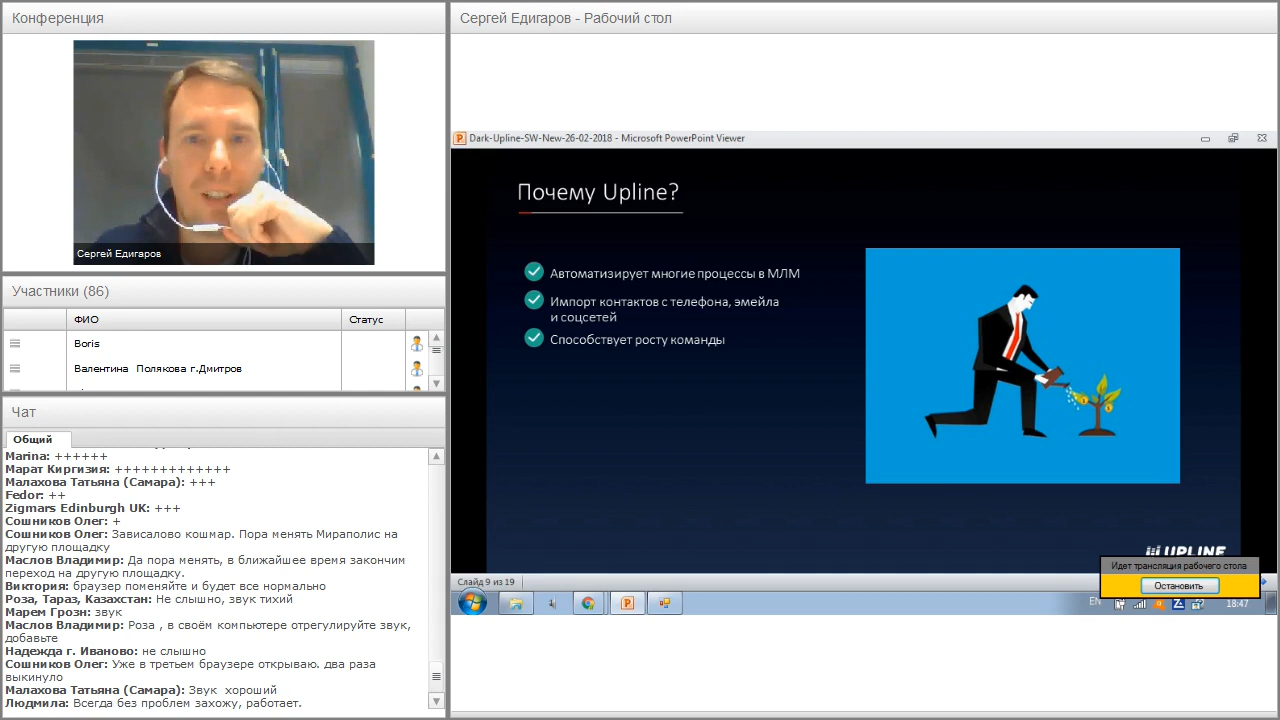 Конференция
Сергей Едигаров
Участники (86)
ФИО
Статус
Boris
Валентина Полякова г.Дмитров
Чат
Общий
Marina: ++++++
Марат Киргизия: +++++++++++++
Малахова Татьяна (Самара): +++
Fedor: ++
Zigmars Edinburgh UK: +++
Сошников Олег: +
Сошников Олег: Зависалово кошмар. Пора менять Мираполис на
другую площадку
Маслов Владимир: Да пора менять, в ближайшее время закончим
переход на другую площадку.
Виктория: браузер поменяйте и будет все нормально
Роза, Тараз, Казахстан: Не слышно, звук тихий
Марем Грозн: звук
Маслов Владимир: Роза , в своём компьютере отрегулируйте звук,
добавьте
Надежда г. Иваново: не слышно
Сошников Олег: Уже в третьем браузере открываю. два раза
выкинуло
Малахова Татьяна (Самара): Звук хороший
Людмила: Всегда без проблем захожу, работает.
Сергей Едигаров - Рабочий стол
Dark-Upline-SW-New-26-02-2018 - Microsoft PowerPoint Viewer
Почему Upline?
Автоматизирует многие процессы в МЛМ
Импорт контактов с телефона, эмейла
и соцсетей
Способствует росту команды
UPLINE
Слайд 9 из 19
Идет трансляция рабочего стола
Остановить
EN
18:47